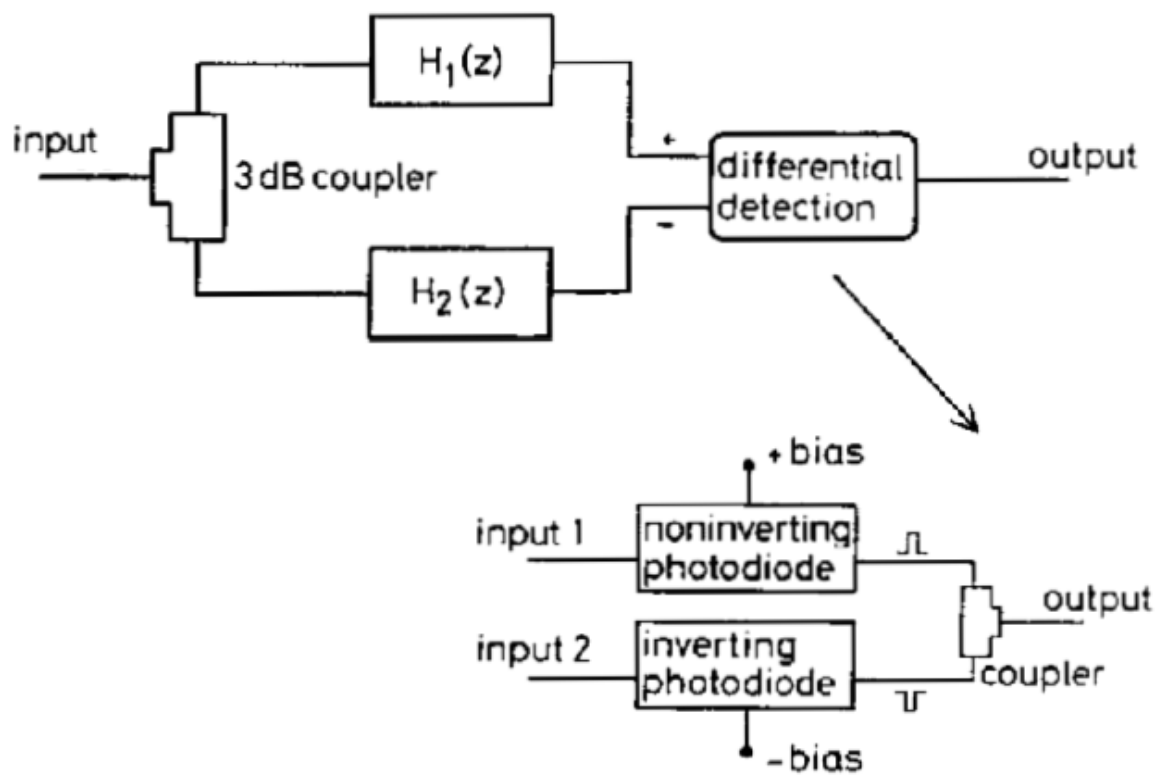 H1(z)
input
3 dB coupler
+
differential
detection
output
-
H2(z)
+bias
input 1
noninverting
photodiode
output
input 2
inverting
photodiode
coupler
-bias